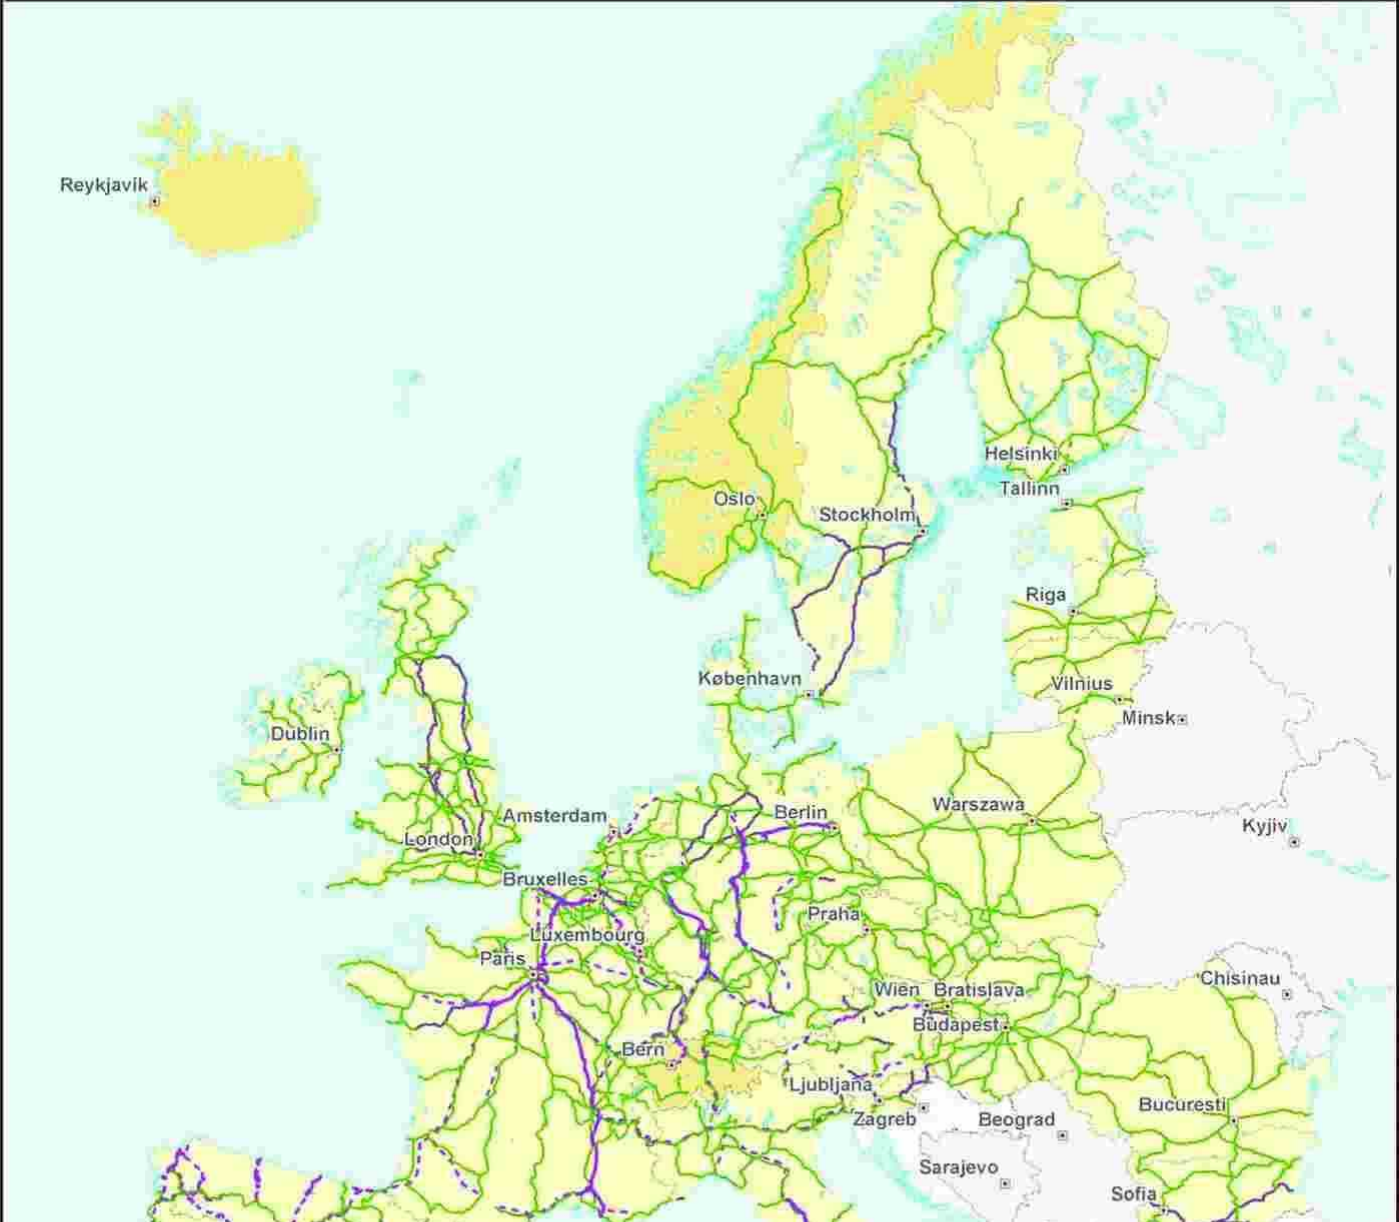 Reykjavík
Helsinki
Tallinn
Oslo
Stockholm
Riga
København
Vilnius
Minsk
Dublin
Amsterdam
Berlin
Warszawa
Kyjiv
London
Bruxelles
Praha
Luxembourg
Paris
Chisinau
Wien
Bratislava
Budapest
Bern
Ljubljana
Zagreb
Beograd
Bucuresti
Sarajevo
Sofia